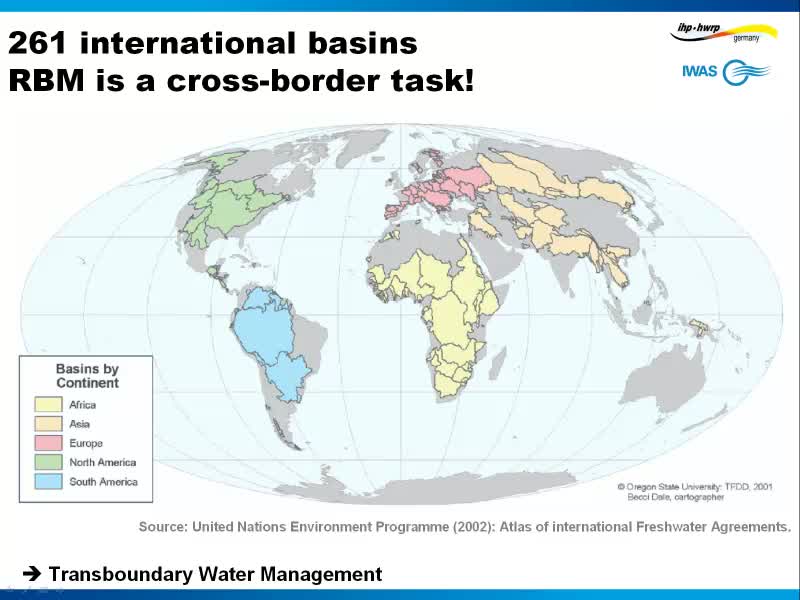 261 international basins
RBM is a cross-border task!
ihp·hwrp
germany
IWAS
Basins by
Continent
Africa
Asia
Europe
North America
South America
© Oregon State University: TFDD, 2001
Becci Dale, cartographer
Source: United Nations Environment Programme (2002): Atlas of international Freshwater Agreements.
➔ Transboundary Water Management